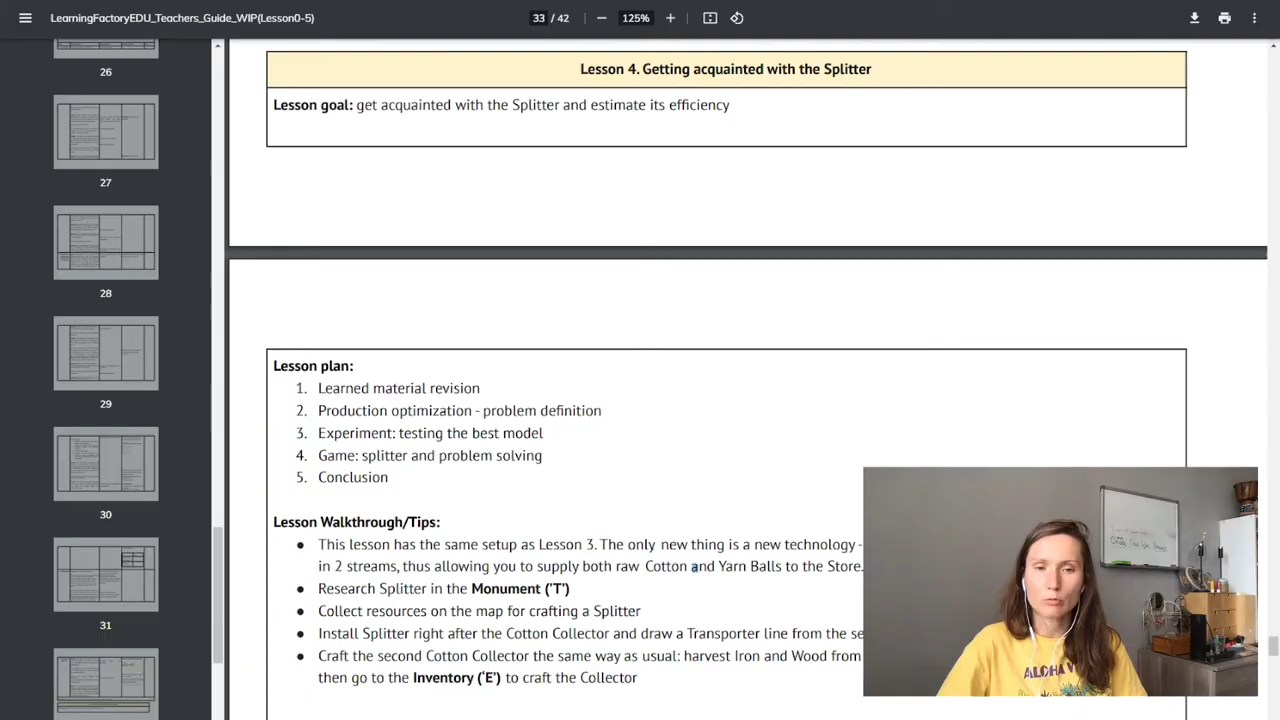 LearningFactoryEDU_Teachers_Guide_WIP(Lesson0-5)
33 / 42
125%
26
27
28
29
30
31
Lesson 4. Getting acquainted with the Splitter
Lesson goal: get acquainted with the Splitter and estimate its efficiency
Lesson plan:
1. Learned material revision
2. Production optimization - problem definition
3. Experiment: testing the best model
4. Game: splitter and problem solving
5. Conclusion
Lesson Walkthrough/Tips:
● This lesson has the same setup as Lesson 3. The only new thing is a new technology -
in 2 streams, thus allowing you to supply both raw Cotton and Yarn Balls to the Store.
● Research Splitter in the Monument ('T')
● Collect resources on the map for crafting a Splitter
● Install Splitter right after the Cotton Collector and draw a Transporter line from the se
● Craft the second Cotton Collector the same way as usual: harvest Iron and Wood from
then go to the Inventory ('E') to craft the Collector
ALOHA